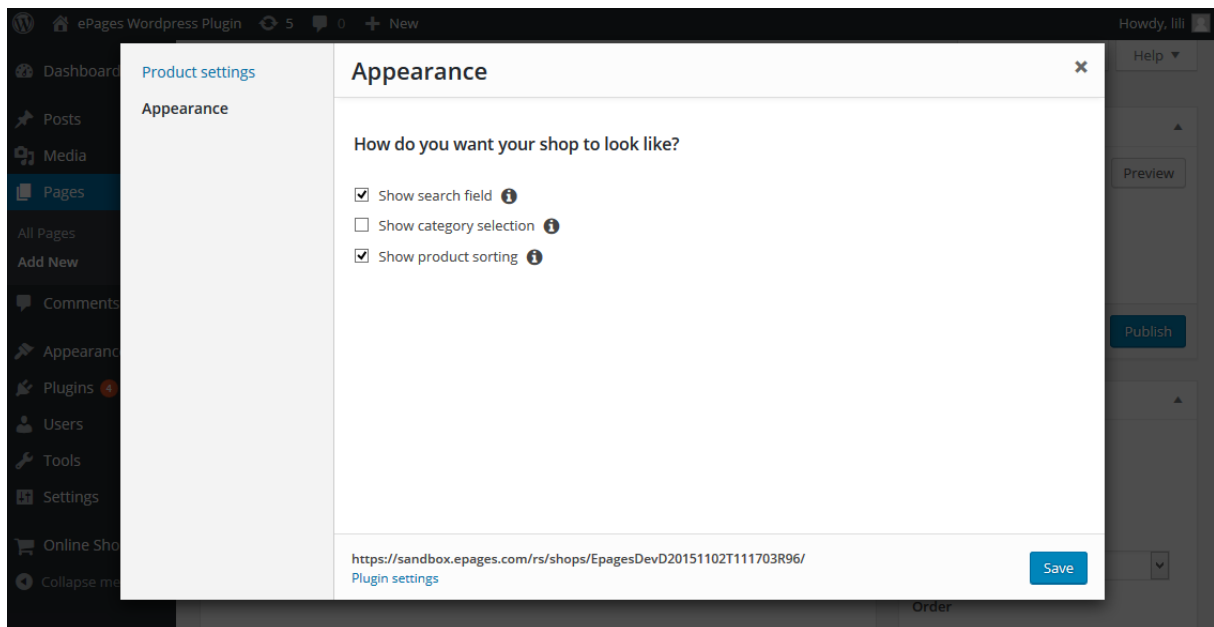 ePages Wordpress Plugin 5 0 + New Howdy, lili
Help
Dashboard
Posts
Media
Pages
All Pages
Add New
Comments
Appearanc
Plugins 4
Users
Tools
Settings
Online Sho
Collapse me
Product settings
Appearance
Appearance
How do you want your shop to look like?
Show search field
Show category selection
Show product sorting
https://sandbox.epages.com/rs/shops/EpagesDevD20151102T111703R96/
Plugin settings
Save
Preview
Publish
Order